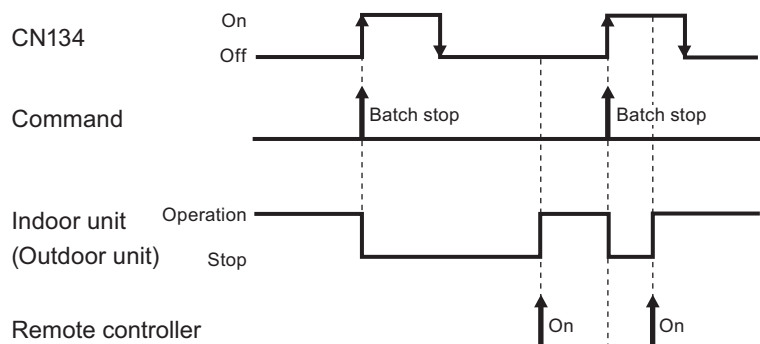 On
CN134
Off
Command
Batch stop
Batch stop
Indoor unit
Operation
(Outdoor unit)
Stop
Remote controller
On
On